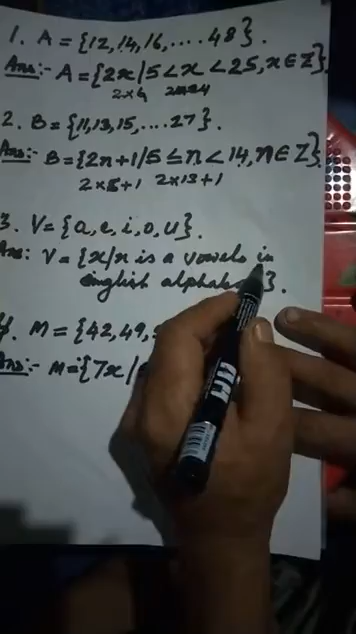 1. A = {12, 14, 16, .... 48}.
Ans:- A = {2x/5<x<25, x∈Z}
2×6 2×24
2. B = {11, 13, 15, .... 27}.
Ans:- B = {2n+1/5≤n<14, n∈Z}.
2×5+1 2×13+1
3. V = {a, e, i, o, u}.
Ans: V = {x/x is a vowels in
english }.
4. M = {42, 49,
Ans:- M = {7x/